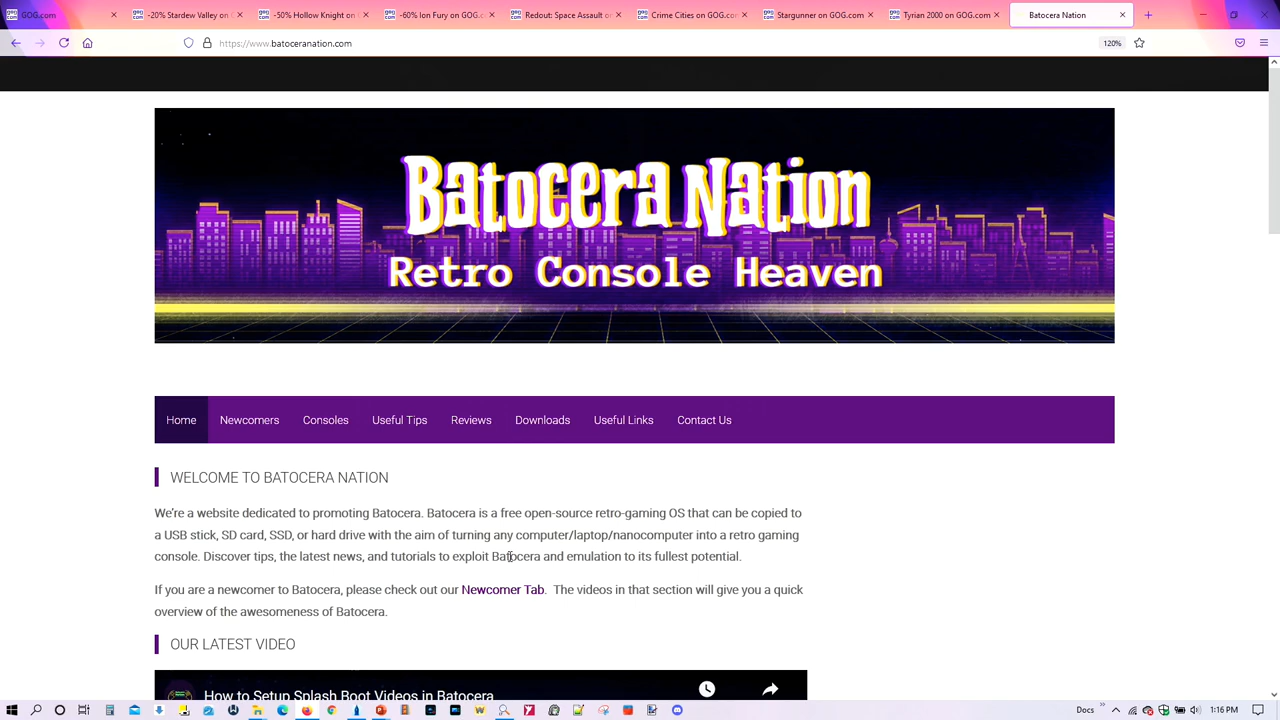 GOG.com
-20% Stardew Valley on
-50% Hollow Knight on
-60% Ion Fury on GOG.c
Redout: Space Assault on
Crime Cities on GOG.com
Stargunner on GOG.com
Tyrian 2000 on GOG.com
Batocera Nation
https://www.batoceranation.com
120%
Batocera Nation
Retro Console Heaven
Home Newcomers Consoles Useful Tips Reviews Downloads Useful Links Contact Us
WELCOME TO BATOCERA NATION
We're a website dedicated to promoting Batocera. Batocera is a free open-source retro-gaming OS that can be copied to
a USB stick, SD card, SSD, or hard drive with the aim of turning any computer/laptop/nanocomputer into a retro gaming
console. Discover tips, the latest news, and tutorials to exploit Batocera and emulation to its fullest potential.
If you are a newcomer to Batocera, please check out our Newcomer Tab. The videos in that section will give you a quick
overview of the awesomeness of Batocera.
OUR LATEST VIDEO
How to Setup Splash Boot Videos in Batocera
Docs
1:16 PM